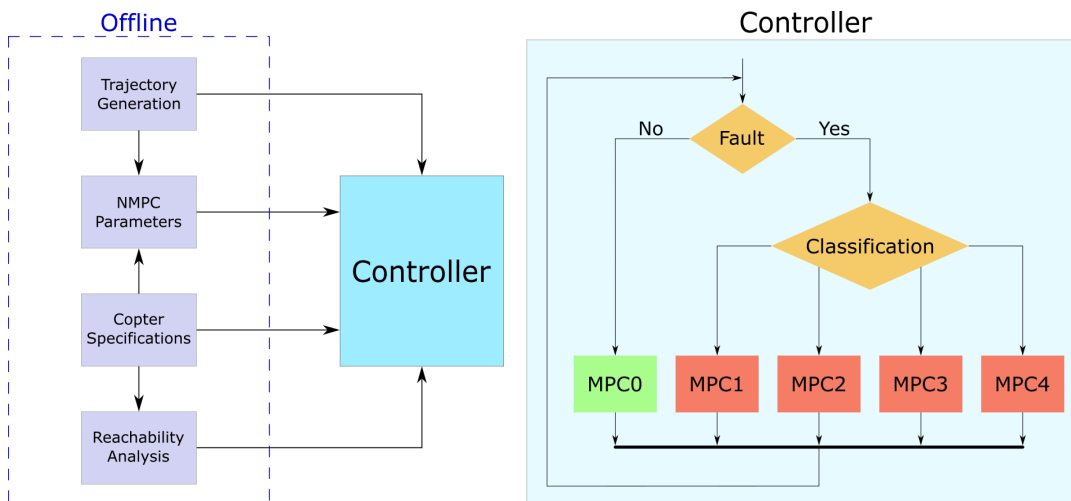 Offline
Trajectory
Generation
NMPC
Parameters
Copter
Specifications
Reachability
Analysis
Controller
Controller
Fault
No
Yes
Classification
MPC0
MPC1
MPC2
MPC3
MPC4